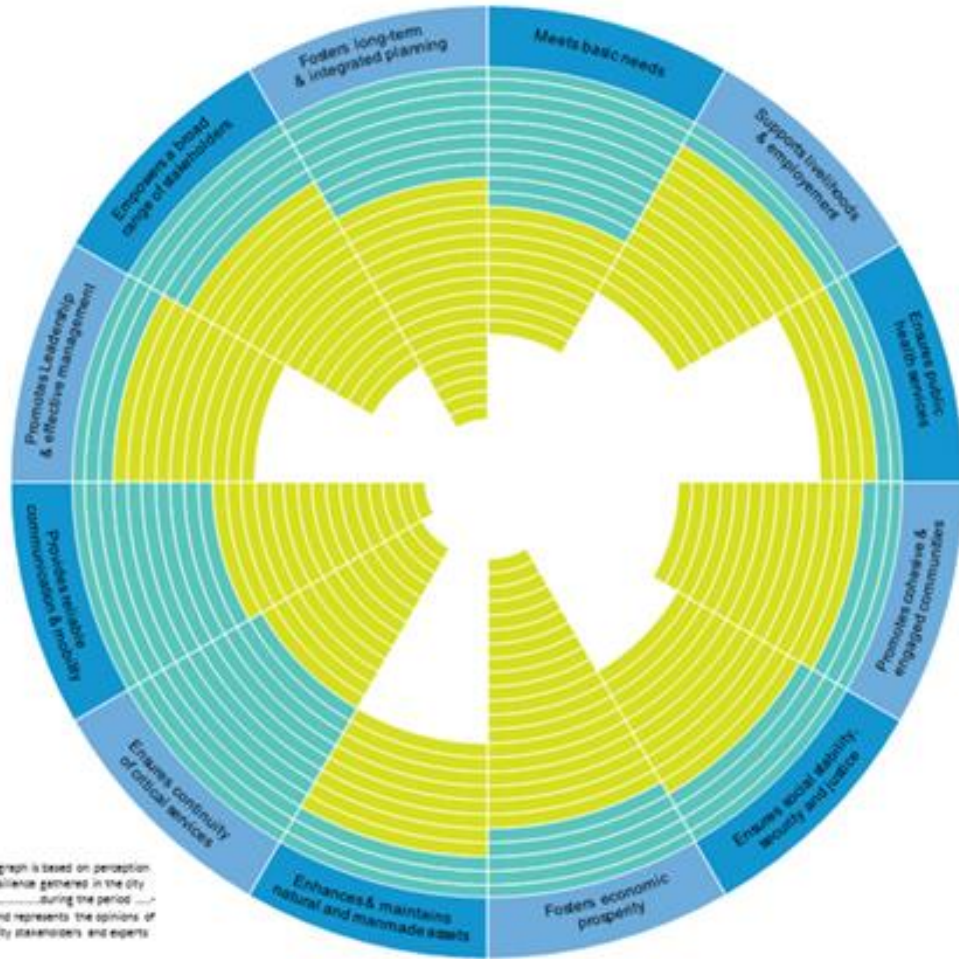 Meets basic needs
Supports livelihoods
& employement
Ensures public
health services
Promotes cohesive &
engaged communities
Ensures social stability,
security and justice
Fosters economic
prosperity
Enhances & maintains
natural and manmade assets
Ensures continuity
of critical services
Provides reliable
communication & mobility
Promotes Leadership
& effective management
Empowers a broad
range of stakeholders
Fosters long-term
& integrated planning
graph is based on perception
silience gathered in the city
...............during the period .....-
nd represents the opinions of
ity stakeholders and experts